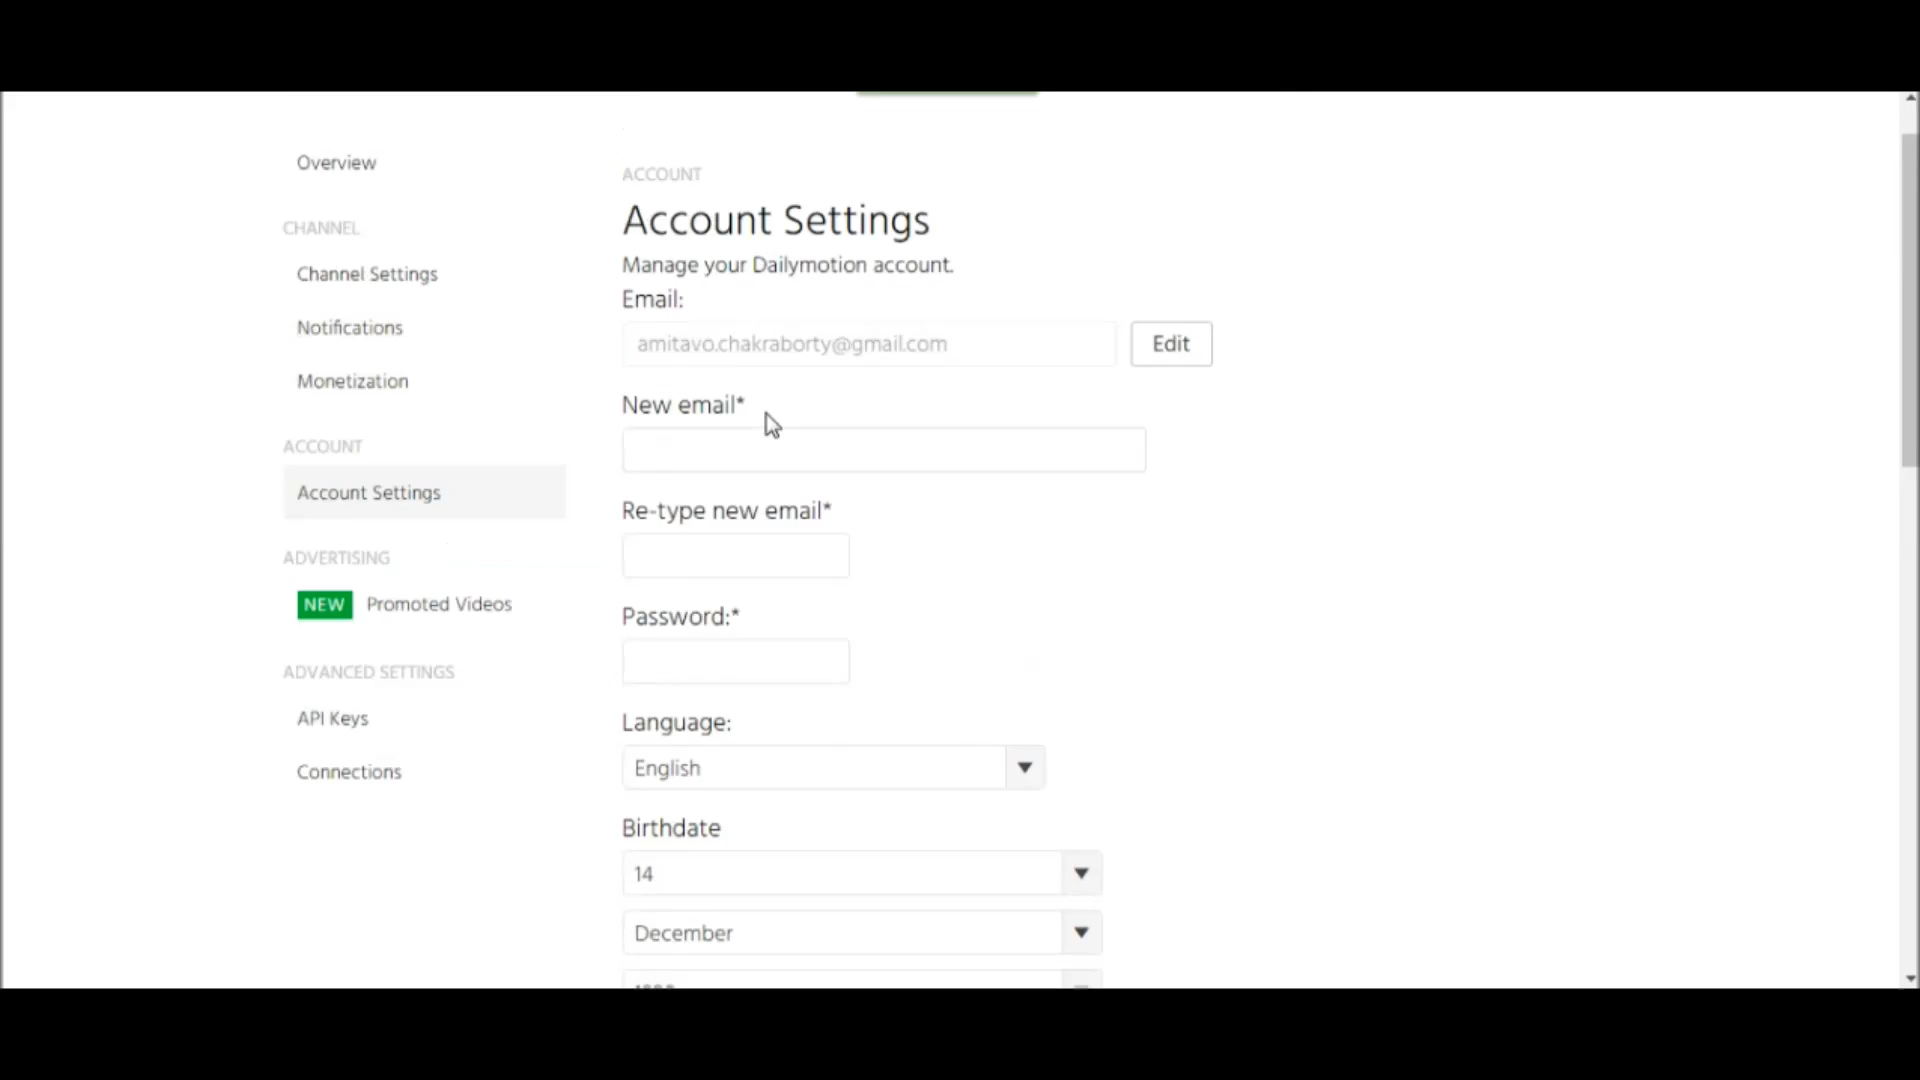 Overview
CHANNEL
Channel Settings
Notifications
Monetization
ACCOUNT
Account Settings
ADVERTISING
NEW Promoted Videos
ADVANCED SETTINGS
API Keys
Connections
ACCOUNT
Account Settings
Manage your Dailymotion account.
Email:
amitavo.chakraborty@gmail.com
Edit
New email*
Re-type new email*
Password:*
Language:
English
Birthdate
14
December